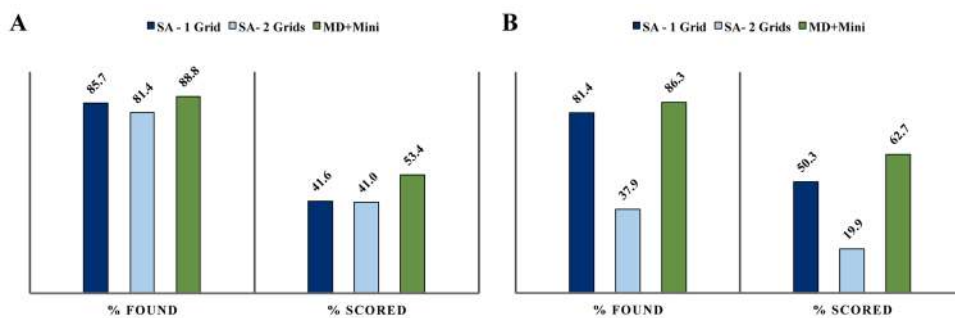 A
SA - 1 Grid SA- 2 Grids MD+Mini
85.7
81.4
88.8
41.6
41.0
53.4
% FOUND
% SCORED
B
SA - 1 Grid SA - 2 Grids MD+Mini
81.4
37.9
86.3
50.3
19.9
62.7
% FOUND
% SCORED